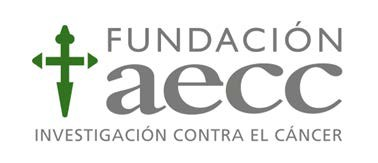 FUNDACIÓN
aecc
INVESTIGACIÓN CONTRA EL CÁNCER